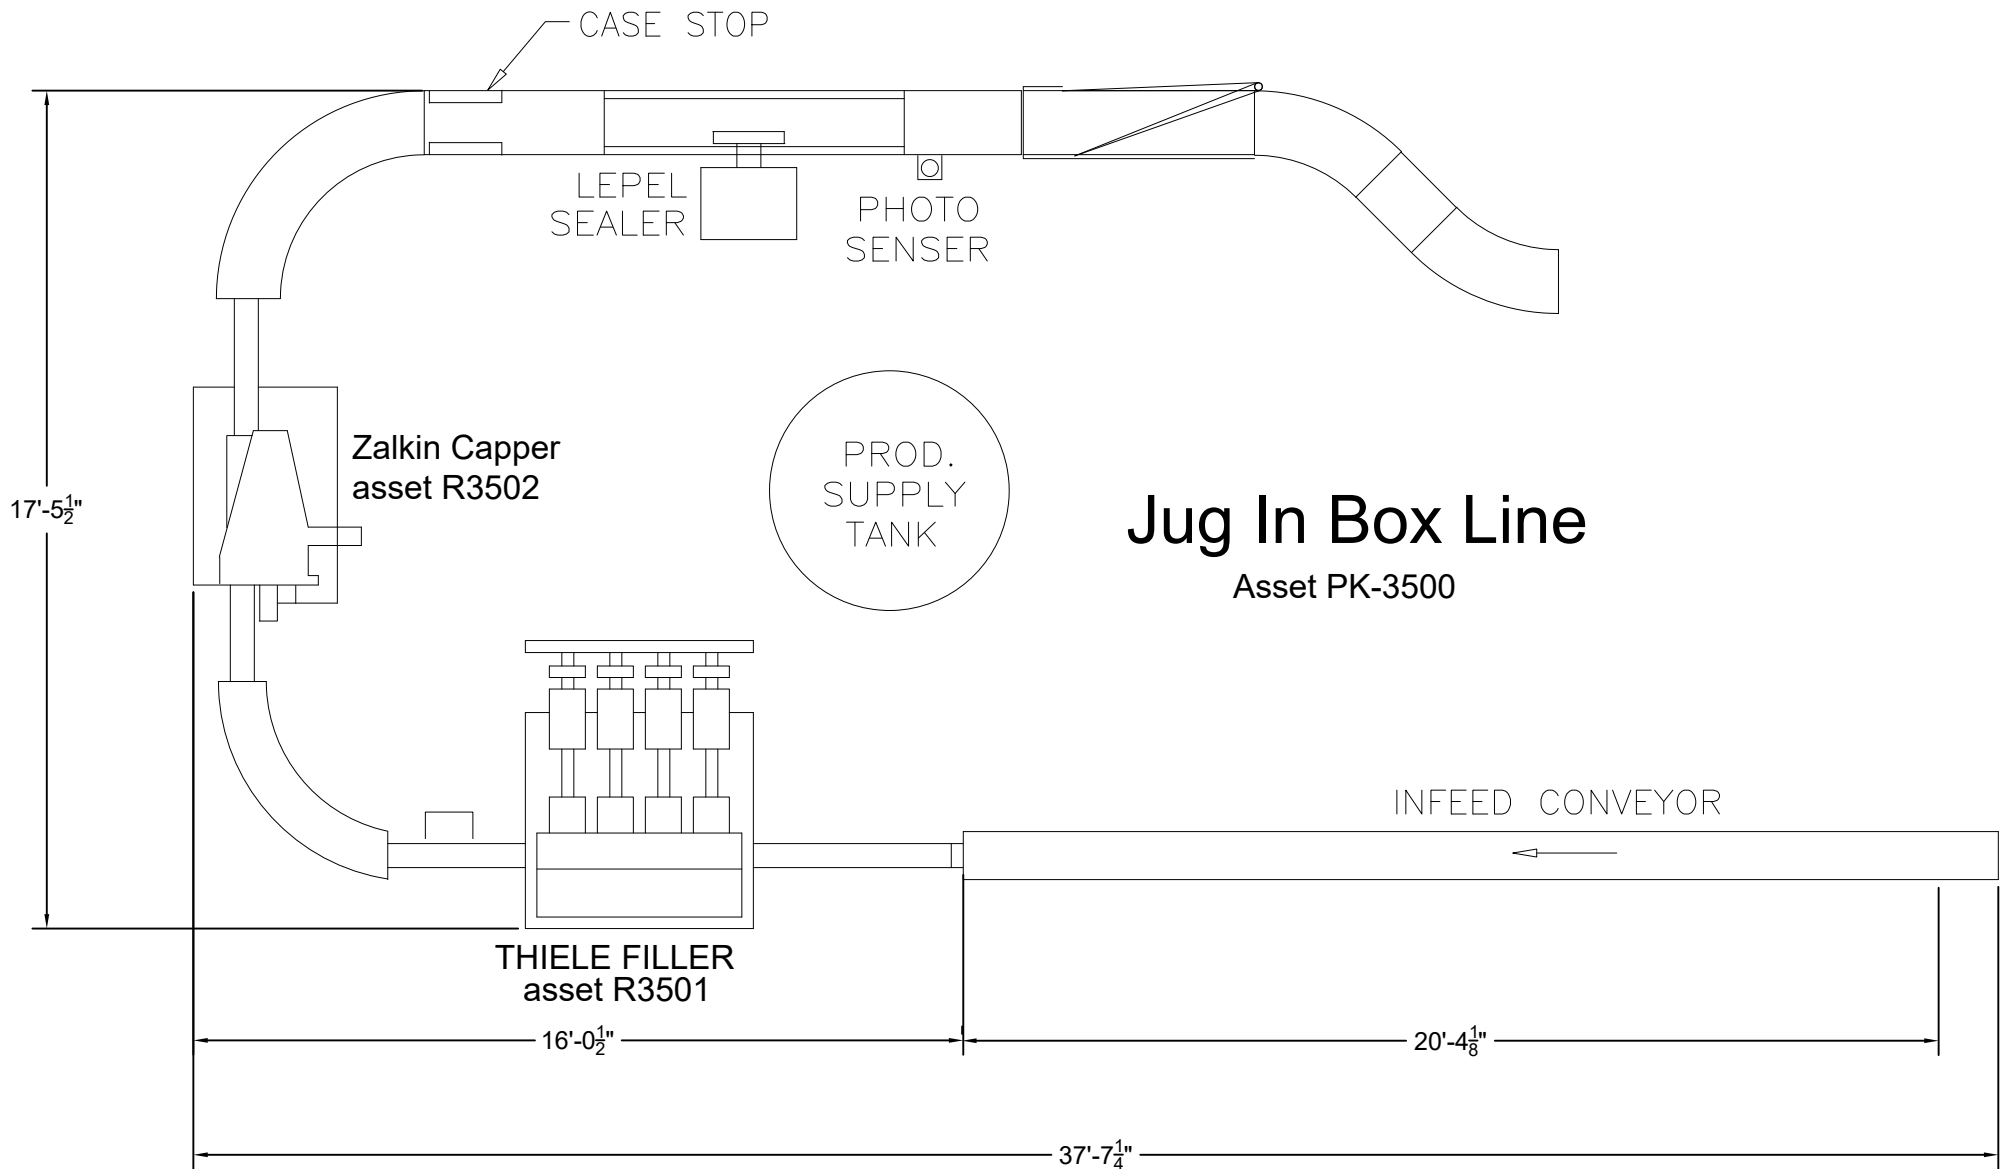 CASE STOP
LEPEL
SEALER
PHOTO
SENSER
Zalkin Capper
asset R3502
PROD.
SUPPLY
TANK
17'-5½"
Jug In Box Line
Asset PK-3500
INFEED CONVEYOR
THIELE FILLER
asset R3501
16'-0½"
20'-4⅛"
37'-7¼"